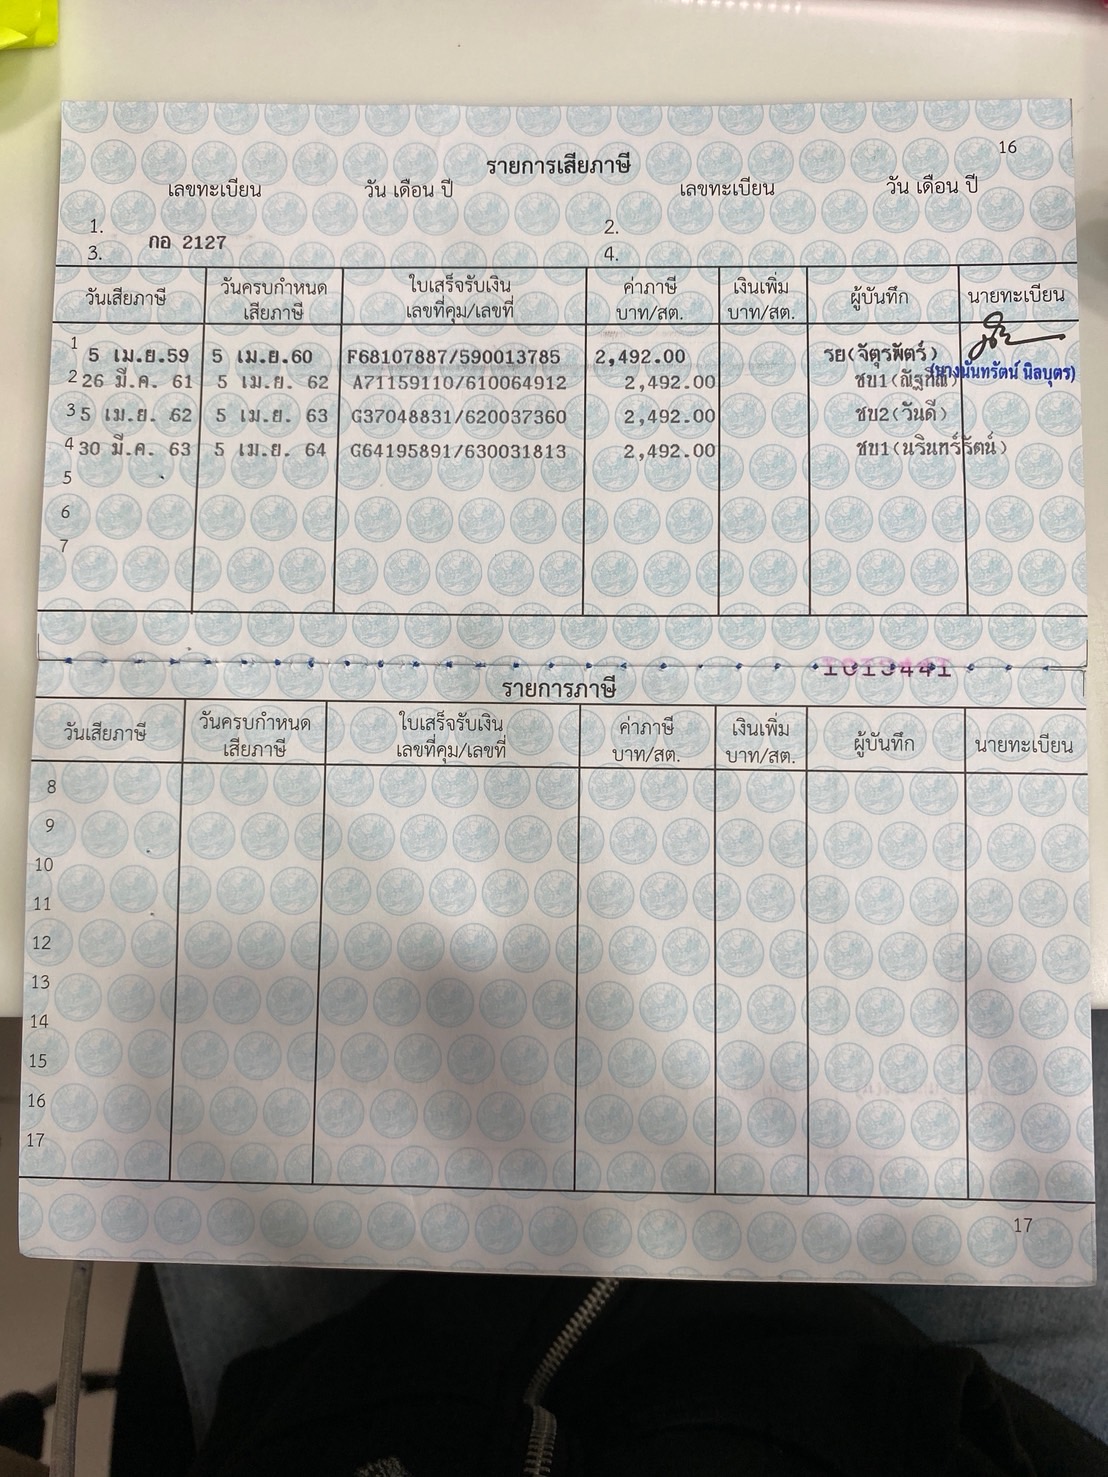 16
รายการเสียภาษี
เลขทะเบียน วัน เดือน ปี เลขทะเบียน วัน เดือน ปี
1. 2.
กอ 2127
3. 4.
วันเสียภาษี วันครบกำหนดเสียภาษี ใบเสร็จรับเงิน เลขที่คุม/เลขที่ ค่าภาษี บาท/สต. เงินเพิ่ม บาท/สต. ผู้บันทึก นายทะเบียน
1 5 เม.ย.59 5 เม.ย.60 F68107887/590013785 2,492.00 รย(จัตุรพัตร์)
(นางนันทรัตน์ นิลบุตร)
2 26 มี.ค. 61 5 เม.ย. 62 A71159110/610064912 2,492.00 ชบ1
3 5 เม.ย. 62 5 เม.ย. 63 G37048831/620037360 2,492.00 ชบ2(วันดี)
4 30 มี.ค. 63 5 เม.ย. 64 G64195891/630031813 2,492.00 ชบ1(นรินทร์รัตน์)
5
6
7
1013441
รายการภาษี
วันเสียภาษี วันครบกำหนดเสียภาษี ใบเสร็จรับเงิน เลขที่คุม/เลขที่ ค่าภาษี บาท/สต. เงินเพิ่ม บาท/สต. ผู้บันทึก นายทะเบียน
8
9
10
11
12
13
14
15
16
17
17